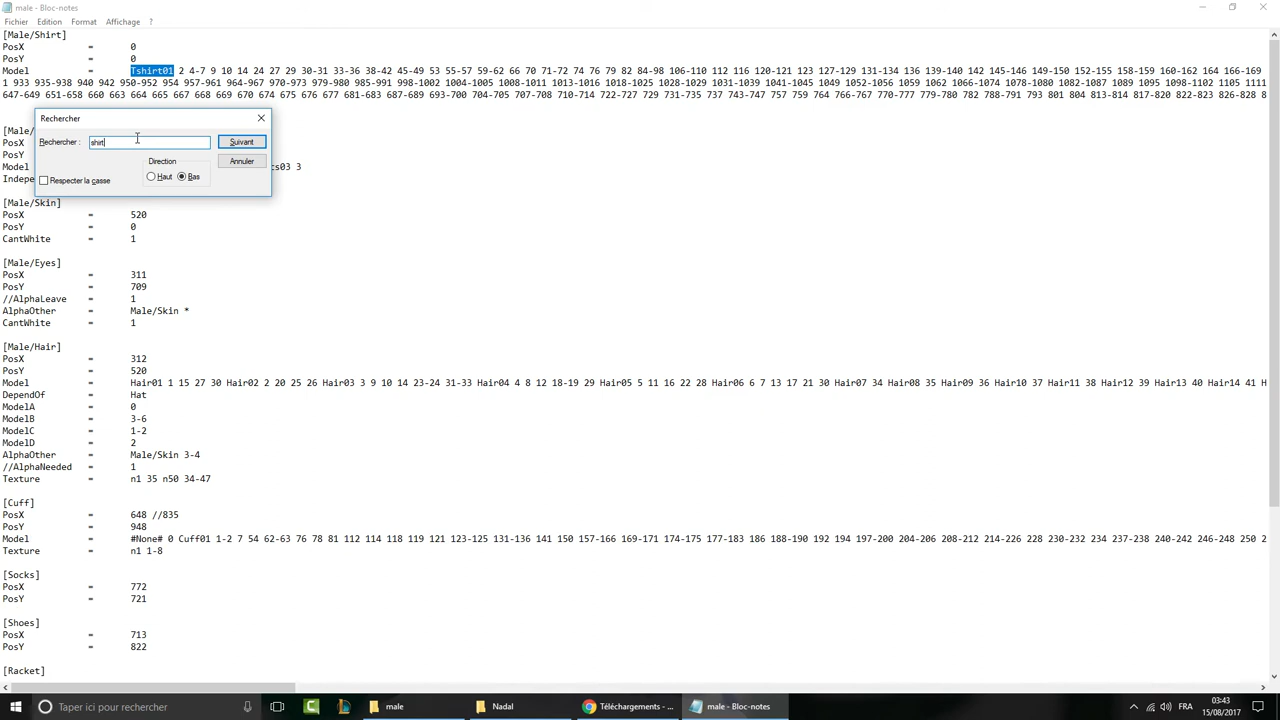 male - Bloc-notes
Fichier Edition Format Affichage ?
[Male/Shirt]
PosX = 0
PosY = 0
Model = Tshirt01 2 4-7 9 10 14 24 27 29 30-31 33-36 38-42 45-49 53 55-57 59-62 66 70 71-72 74 76 79 82 84-98 106-110 112 116 120-121 123 127-129 131-134 136 139-140 142 145-146 149-150 152-155 158-159 160-162 164 166-169
1 933 935-938 940 942 950-952 954 957-961 964-967 970-976 979-980 985-991 993 998-1002 1004-1006 1008-1011 1013-1026 1028-1029 1031-1039 1041-1045 1047-1054 1056-1060 1062 1066-1074 1078-1080 1082-1087 1089-1095 1098-1109 1111
647-649 651-658 660 663 664 665 667 668 669 670 674 675 676 677 681-683 687-689 693-700 704-705 707-708 710-714 722-727 729 731-735 737 743-747 757 759 764 766-767 770-775 777-779 780-782 787-791 793 801 804 813-814 817-820 822-823 826-828 8
Rechercher
[Male/
PosX
Rechercher : shirt Suivant
PosY
Direction Annuler
Model s03 3
Haut Bas
Indepe
Respecter la casse
[Male/Skin]
PosX = 520
PosY = 0
CantWhite = 1
[Male/Eyes]
PosX = 311
PosY = 709
//AlphaLeave = 1
AlphaOther = Male/Skin *
CantWhite = 1
[Male/Hair]
PosX = 312
PosY = 520
Model = Hair01 1 15 27 30 Hair02 2 20 25 26 Hair03 3 9 10 14 23-24 31-33 Hair04 4 8 12 18-19 29 Hair05 5 11 16 22 28 Hair06 6 7 13 17 21 30 Hair07 34 Hair08 35 Hair09 36 Hair10 37 Hair11 38 Hair12 39 Hair13 40 Hair14 41 H
DependOf = Hat
ModelA = 0
ModelB = 3-6
ModelC = 1-2
ModelD = 2
AlphaOther = Male/Skin 3-4
//AlphaNeeded = 1
Texture = n1 35 n50 34-47
[Cuff]
PosX = 648 //835
PosY = 948
Model = #None# 0 Cuff01 1-2 7 54 62-63 76 78 81 112 114 118 119 121 123-125 131-136 141 150 157-166 169-171 174-175 177-183 186 188-190 192 194 197-200 204-206 208-212 214-226 228 230-232 234 237-238 240-242 246-248 250 2
Texture = n1 1-8
[Socks]
PosX = 772
PosY = 721
[Shoes]
PosX = 713
PosY = 822
[Racket]
Taper ici pour rechercher male Nadal Téléchargements - ... male - Bloc-notes FRA 03:43
15/08/2017